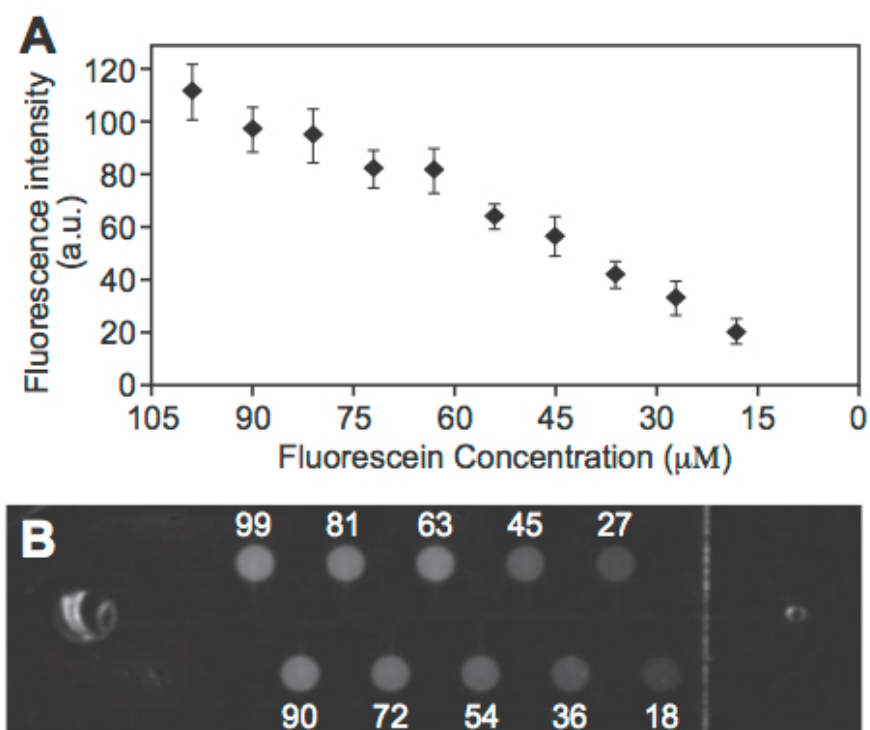 A
120
100
80
60
40
20
0
Fluorescence intensity
(a.u.)
105 90 75 60 45 30 15 0
Fluorescein Concentration (μM)
B
99 81 63 45 27
90 72 54 36 18